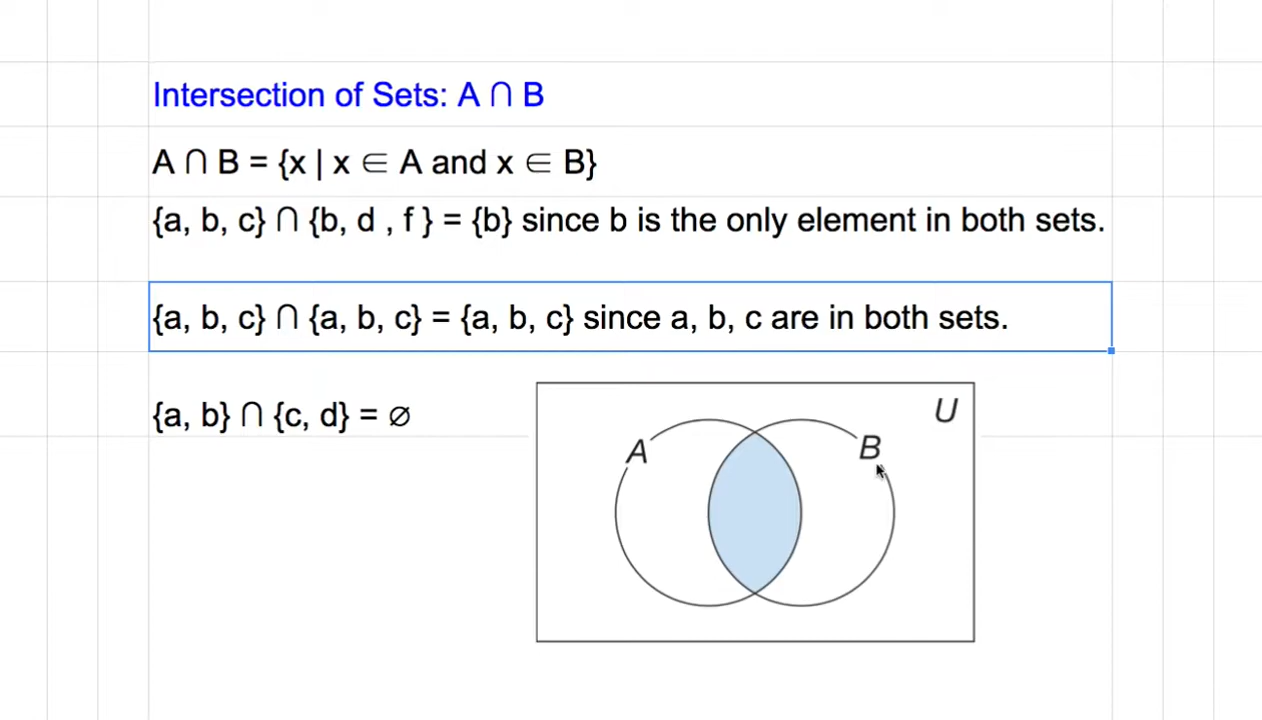 Intersection of Sets: A ∩ B
A ∩ B = {x | x ∈ A and x ∈ B}
{a, b, c} ∩ {b, d , f } = {b} since b is the only element in both sets.
{a, b, c} ∩ {a, b, c} = {a, b, c} since a, b, c are in both sets.
{a, b} ∩ {c, d} = ∅
U
A
B